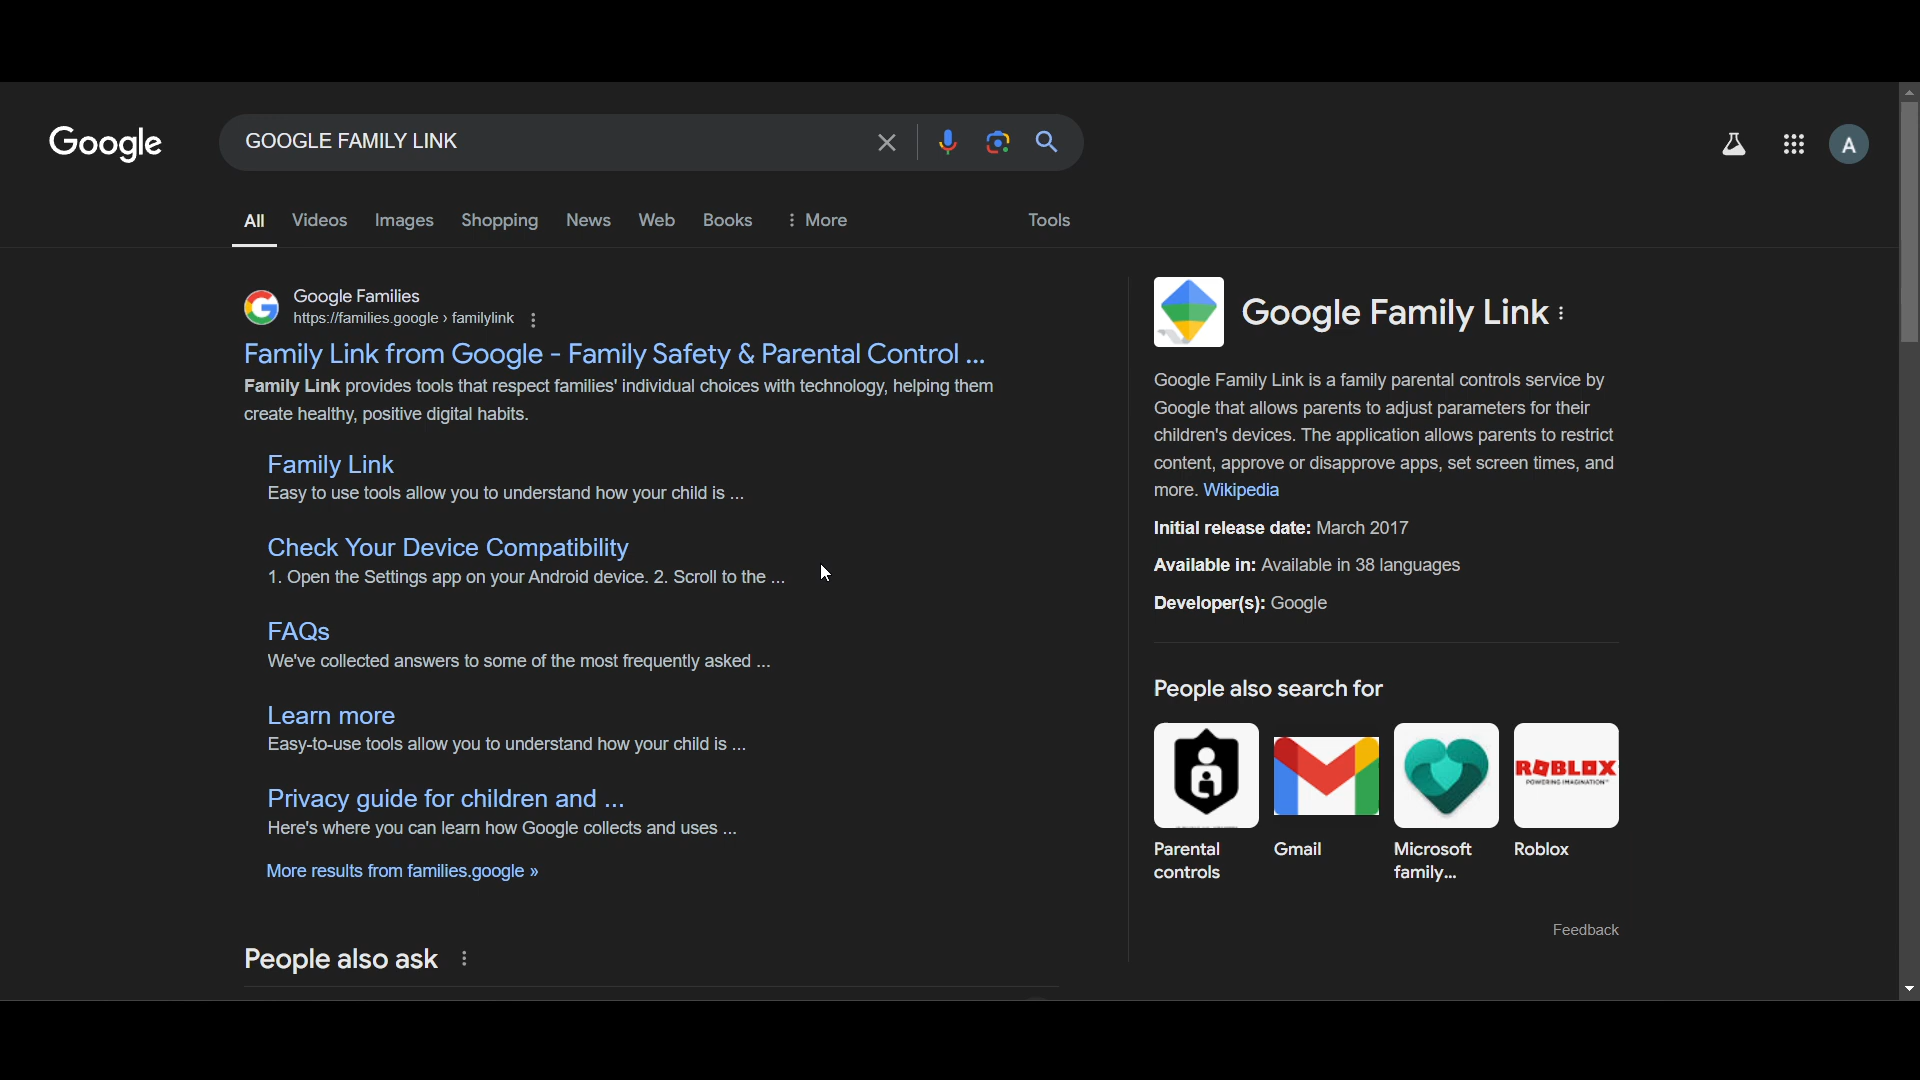 Google
GOOGLE FAMILY LINK
A
All Videos Images Shopping News Web Books More Tools
Google Families
https://families.google › familylink
Family Link from Google - Family Safety & Parental Control ...
Family Link provides tools that respect families' individual choices with technology, helping them
create healthy, positive digital habits.
Family Link
Easy to use tools allow you to understand how your child is ...
Check Your Device Compatibility
1. Open the Settings app on your Android device. 2. Scroll to the ...
FAQs
We've collected answers to some of the most frequently asked ...
Learn more
Easy-to-use tools allow you to understand how your child is ...
Privacy guide for children and ...
Here's where you can learn how Google collects and uses ...
More results from families.google »
People also ask
Google Family Link
Google Family Link is a family parental controls service by
Google that allows parents to adjust parameters for their
children's devices. The application allows parents to restrict
content, approve or disapprove apps, set screen times, and
more. Wikipedia
Initial release date: March 2017
Available in: Available in 38 languages
Developer(s): Google
People also search for
ROBLOX
POWERING IMAGINATION™
Parental
controls
Gmail
Microsoft
family...
Roblox
Feedback